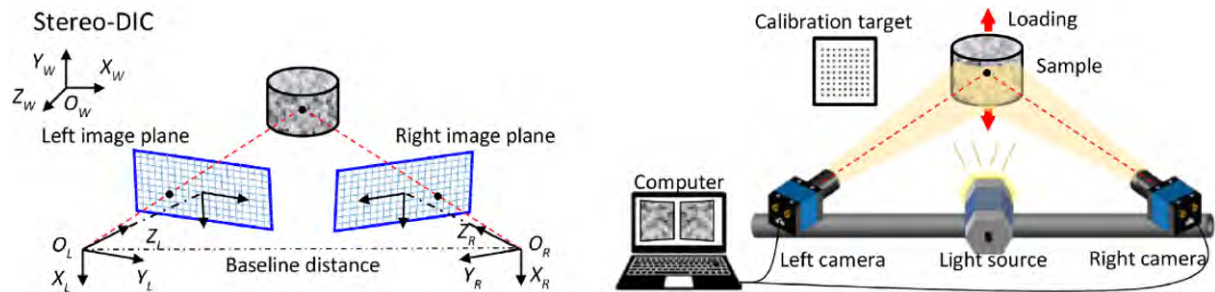 Stereo-DIC
Y_W
X_W
Z_W
O_W
Left image plane
Right image plane
O_L
Z_L
Z_R
O_R
Baseline distance
X_L
Y_L
Y_R
X_R
Calibration target
Loading
Sample
Computer
Left camera
Light source
Right camera